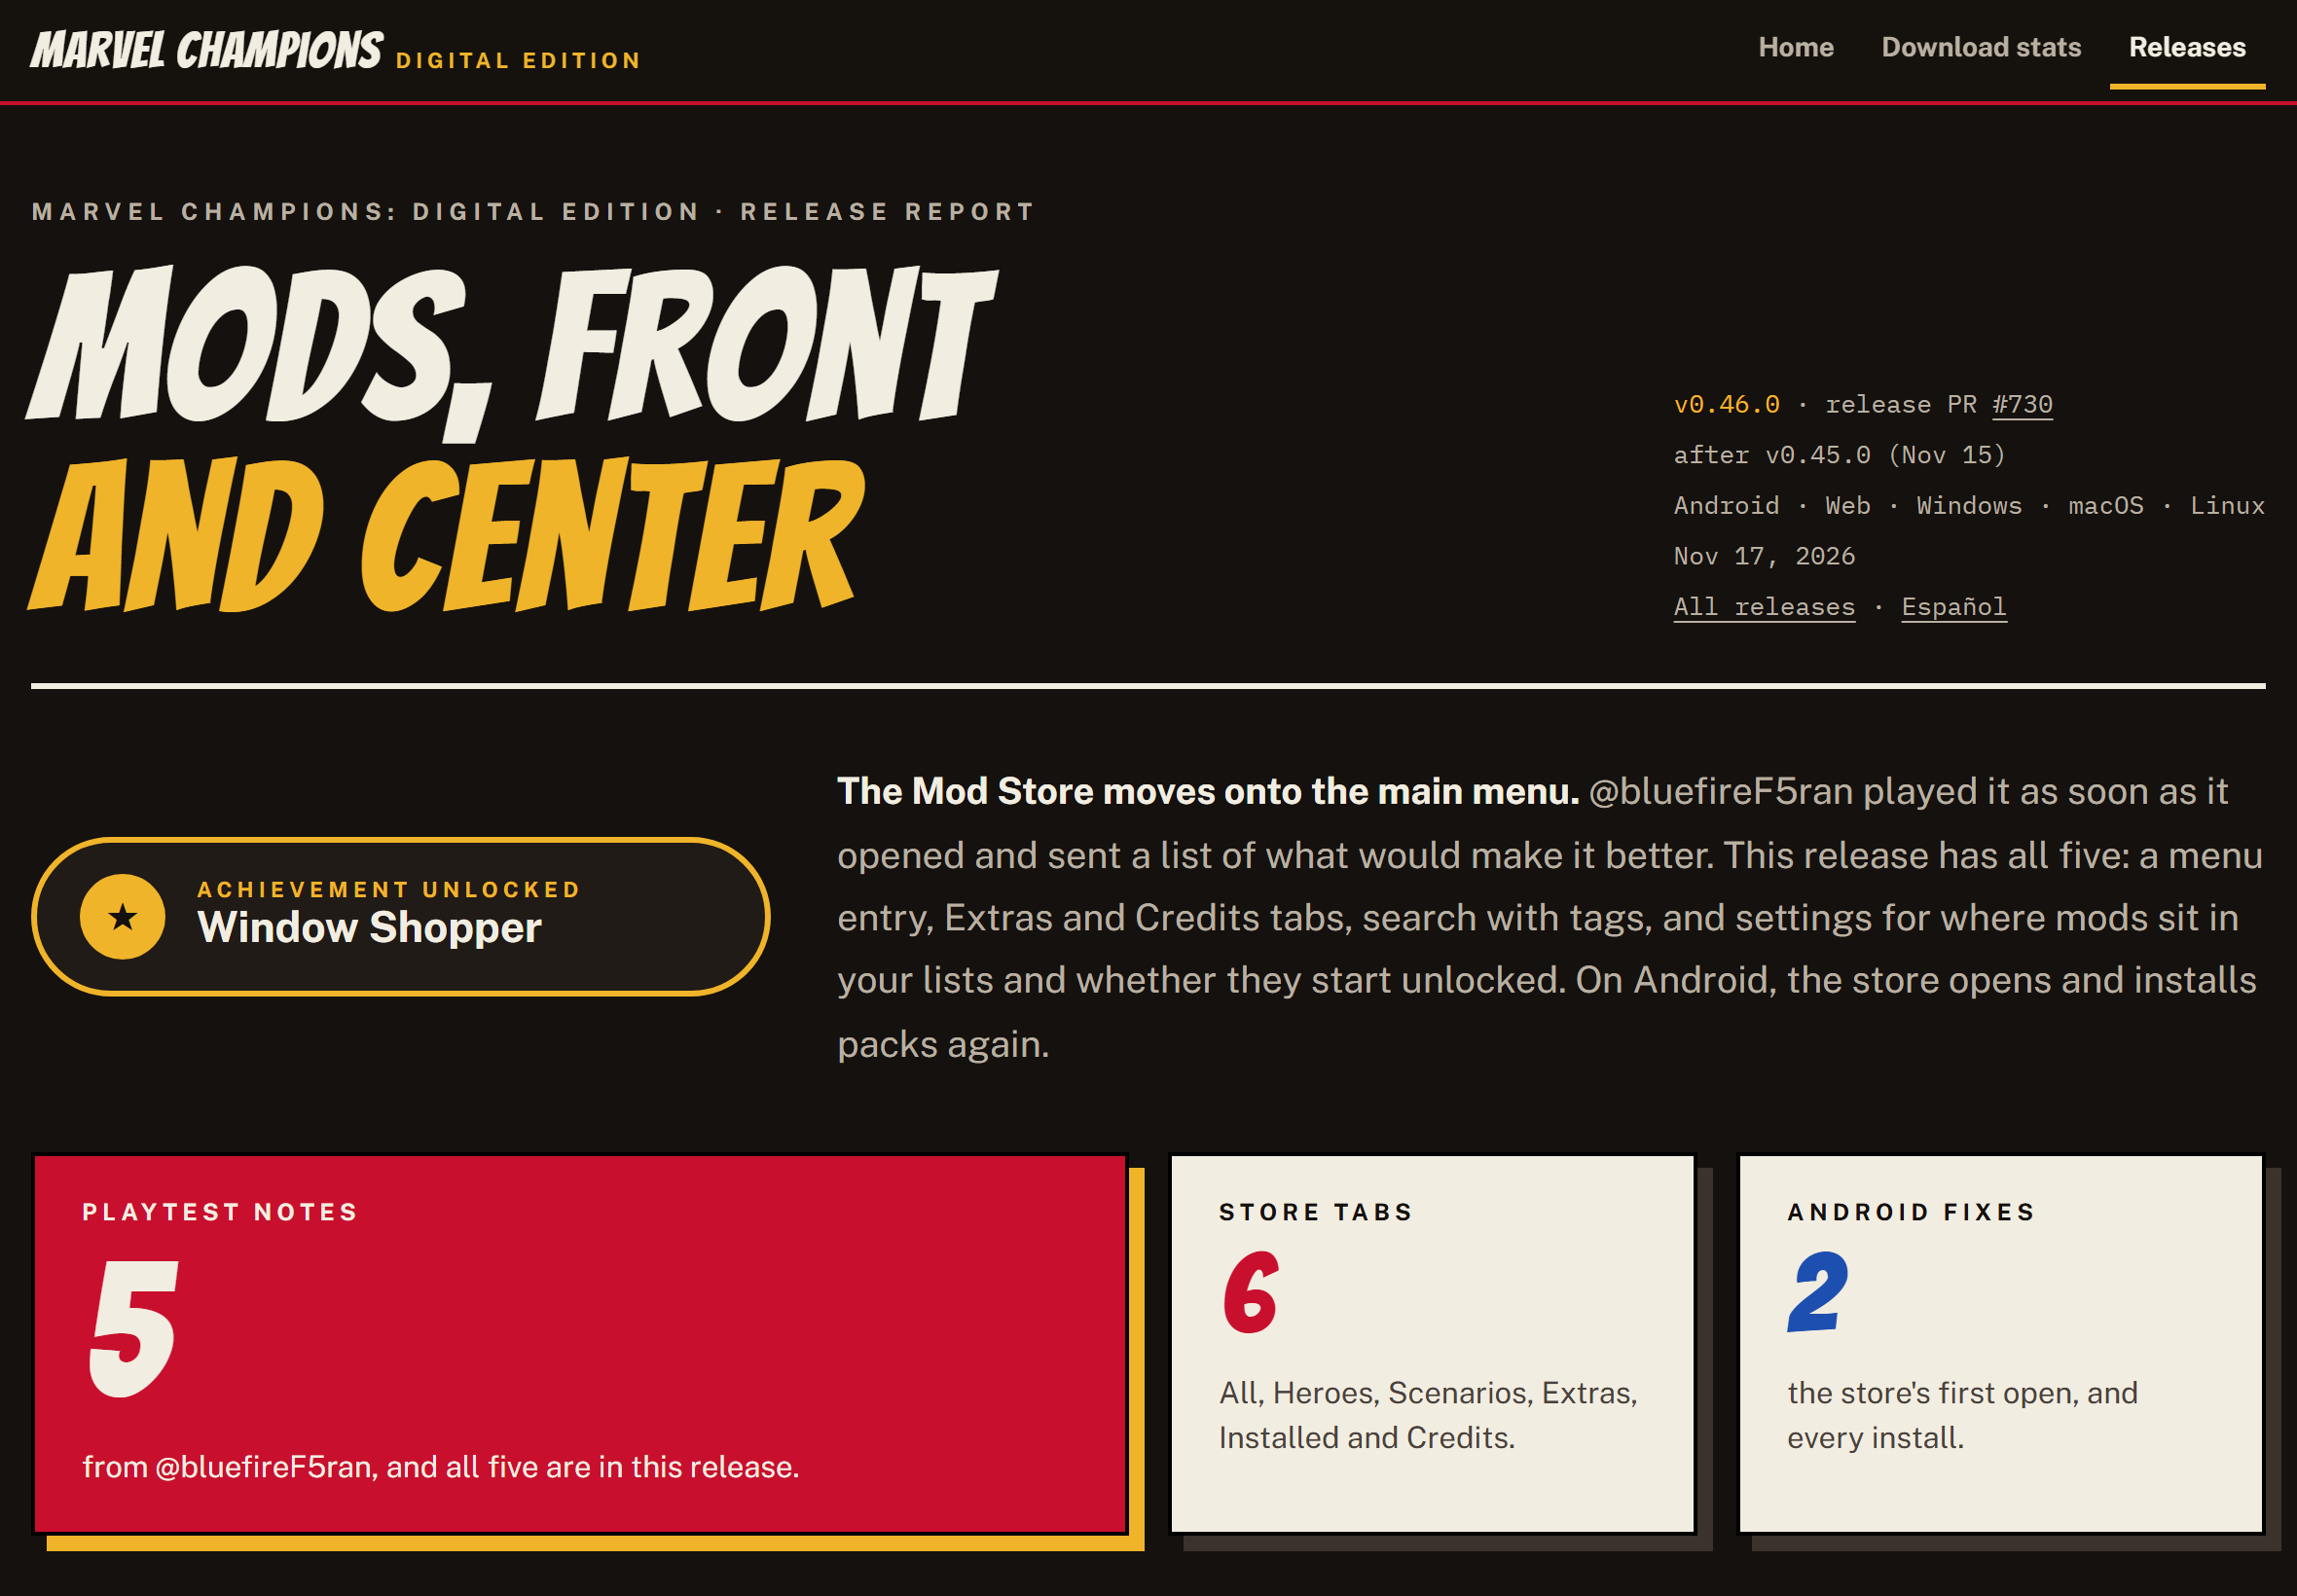 MARVEL CHAMPIONS DIGITAL EDITION
Home Download stats Releases
MARVEL CHAMPIONS: DIGITAL EDITION · RELEASE REPORT
MODS, FRONT
AND CENTER
v0.46.0 · release PR #730
after v0.45.0 (Nov 15)
Android · Web · Windows · macOS · Linux
Nov 17, 2026
All releases · Español
ACHIEVEMENT UNLOCKED
Window Shopper
The Mod Store moves onto the main menu. @bluefireF5ran played it as soon as it
opened and sent a list of what would make it better. This release has all five: a menu
entry, Extras and Credits tabs, search with tags, and settings for where mods sit in
your lists and whether they start unlocked. On Android, the store opens and installs
packs again.
PLAYTEST NOTES
5
from @bluefireF5ran, and all five are in this release.
STORE TABS
6
All, Heroes, Scenarios, Extras,
Installed and Credits.
ANDROID FIXES
2
the store's first open, and
every install.